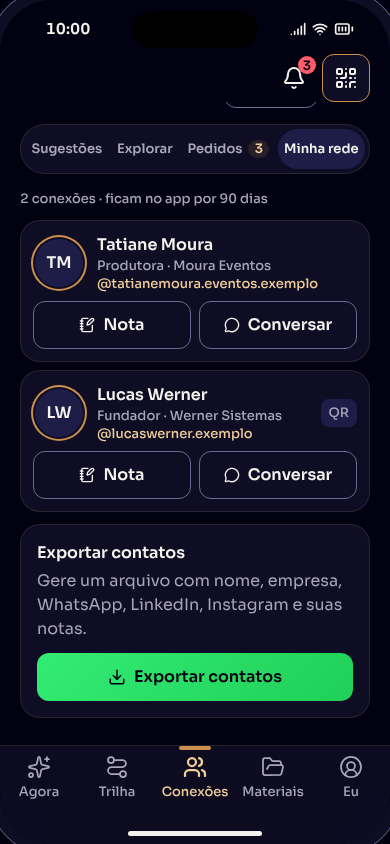 10:00
3
Sugestões Explorar Pedidos 3 Minha rede
2 conexões · ficam no app por 90 dias
TM
Tatiane Moura
Produtora · Moura Eventos
@tatianemoura.eventos.exemplo
Nota Conversar
LW
Lucas Werner
Fundador · Werner Sistemas
@lucaswerner.exemplo
QR
Nota Conversar
Exportar contatos
Gere um arquivo com nome, empresa,
WhatsApp, LinkedIn, Instagram e suas
notas.
Exportar contatos
Agora Trilha Conexões Materiais Eu